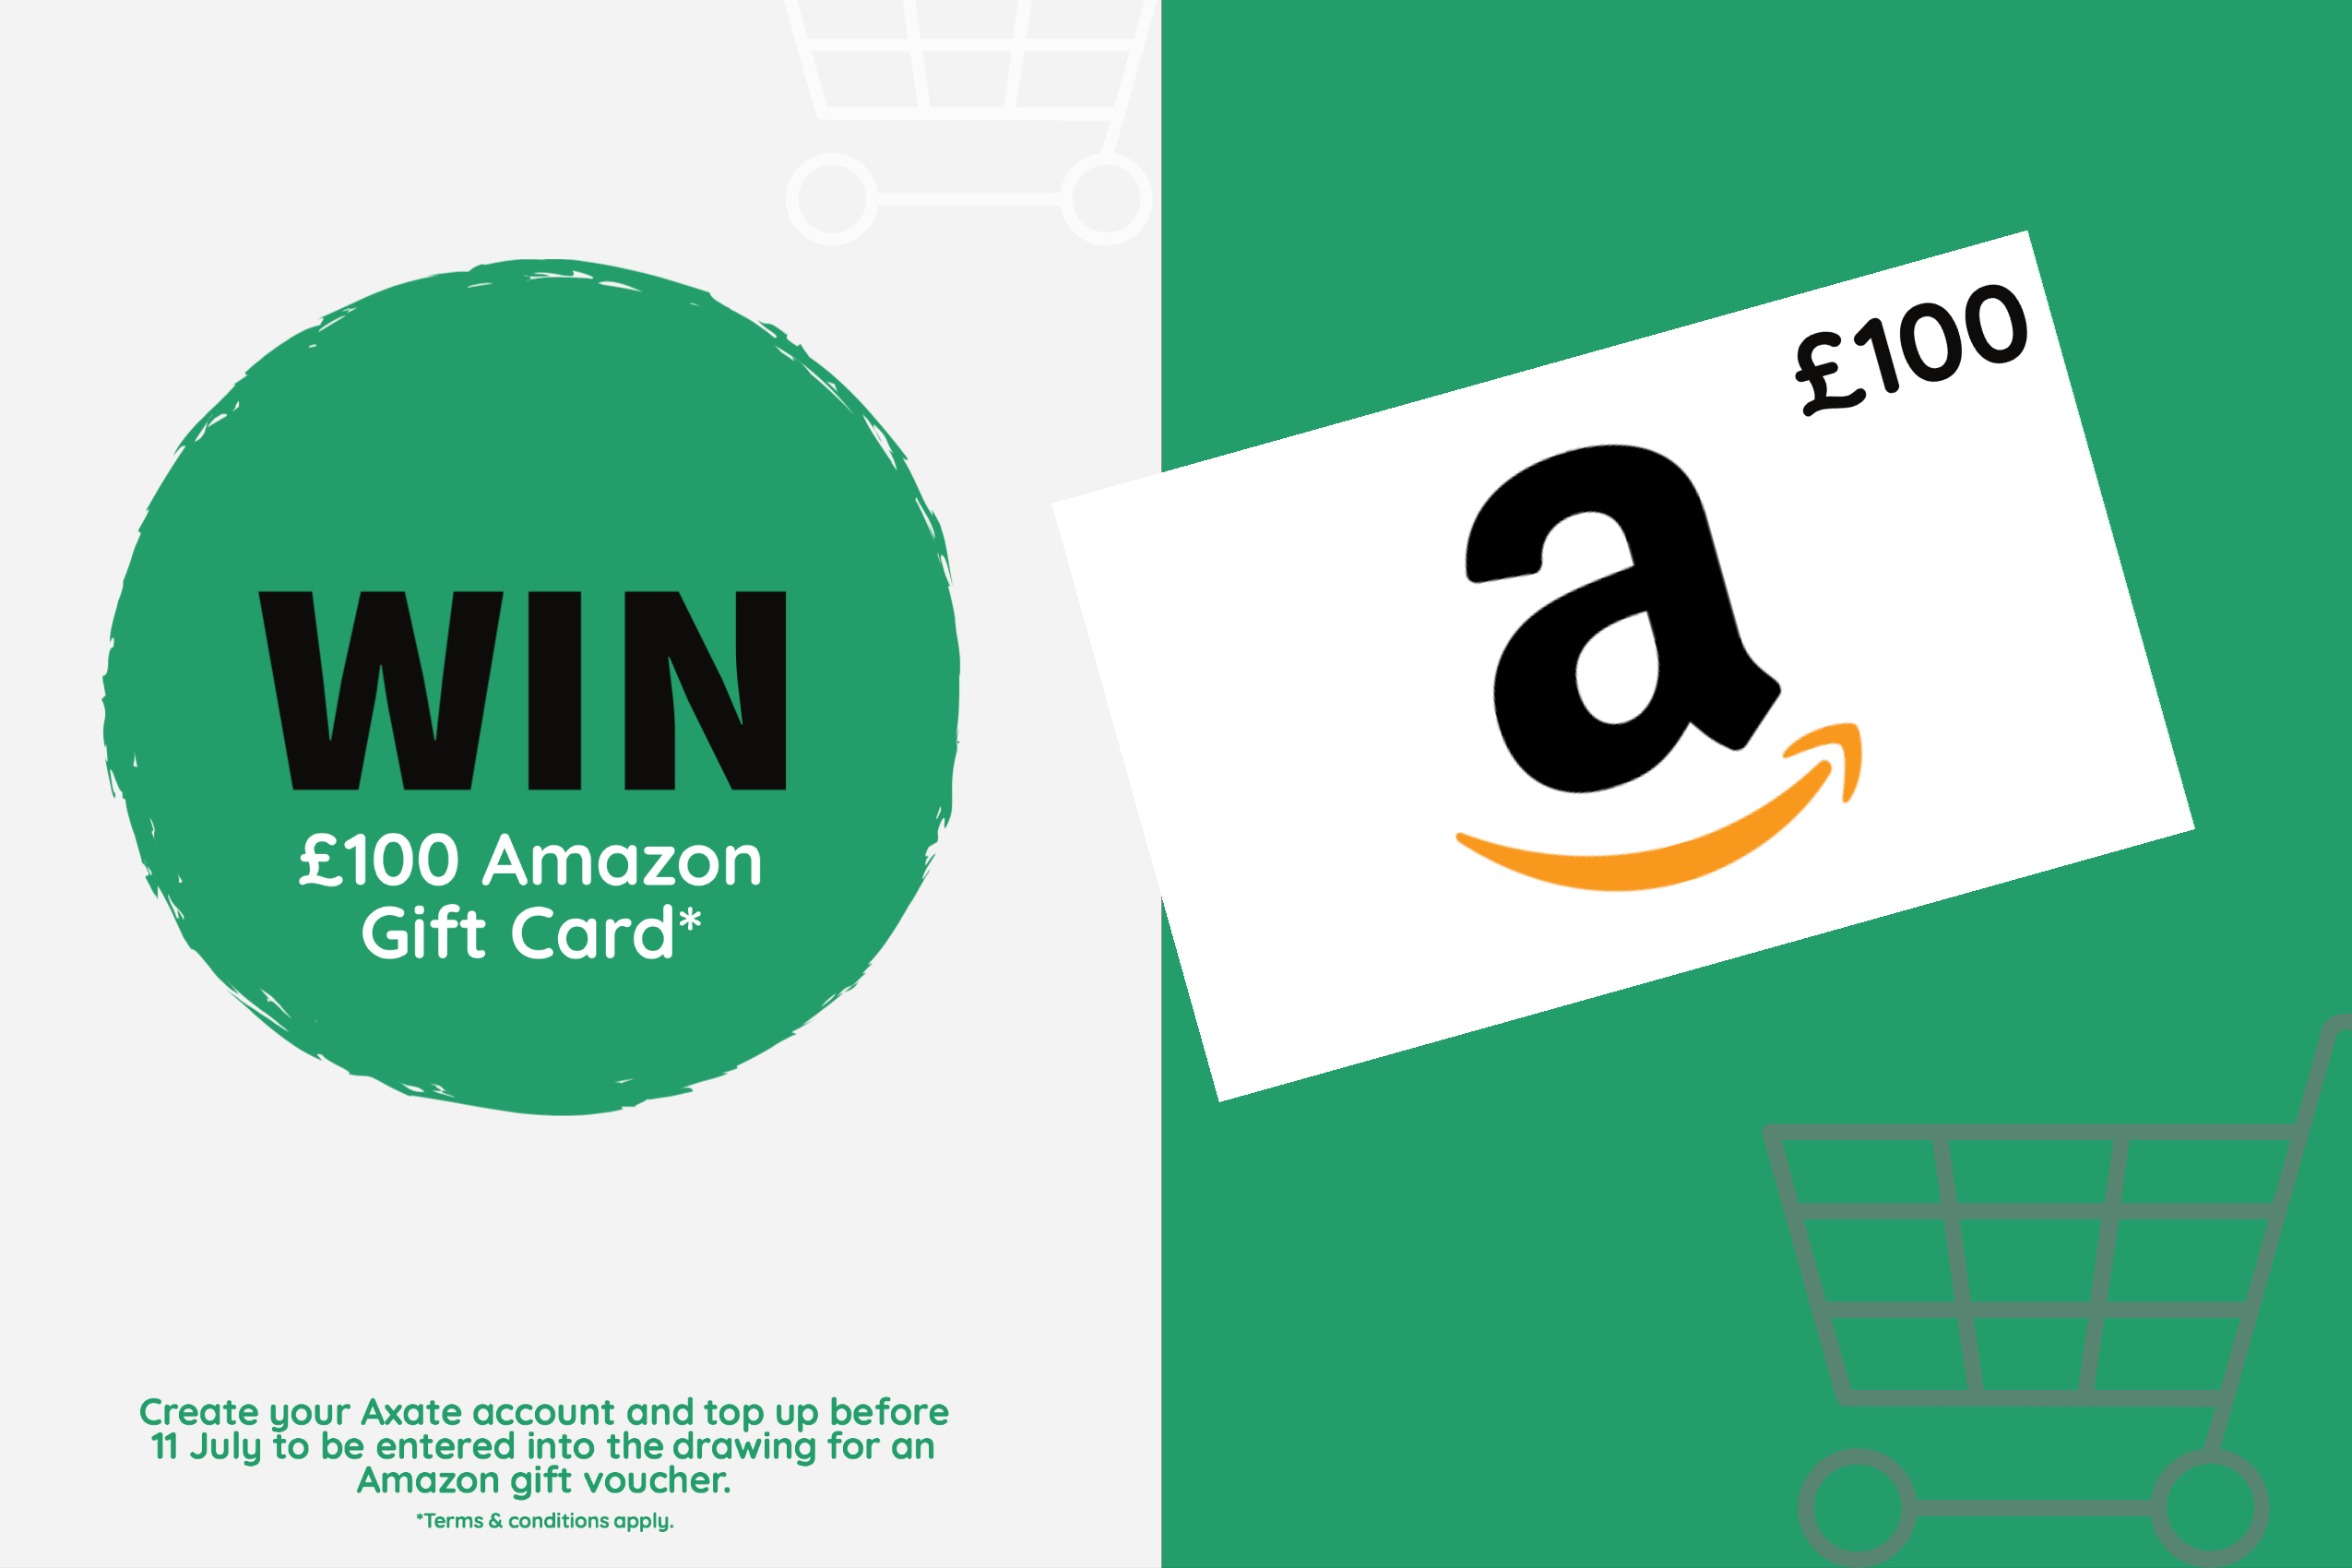 WIN
£100 Amazon
Gift Card*
£100
a
Create your Axate account and top up before
11 July to be entered into the drawing for an
Amazon gift voucher.
*Terms & conditions apply.